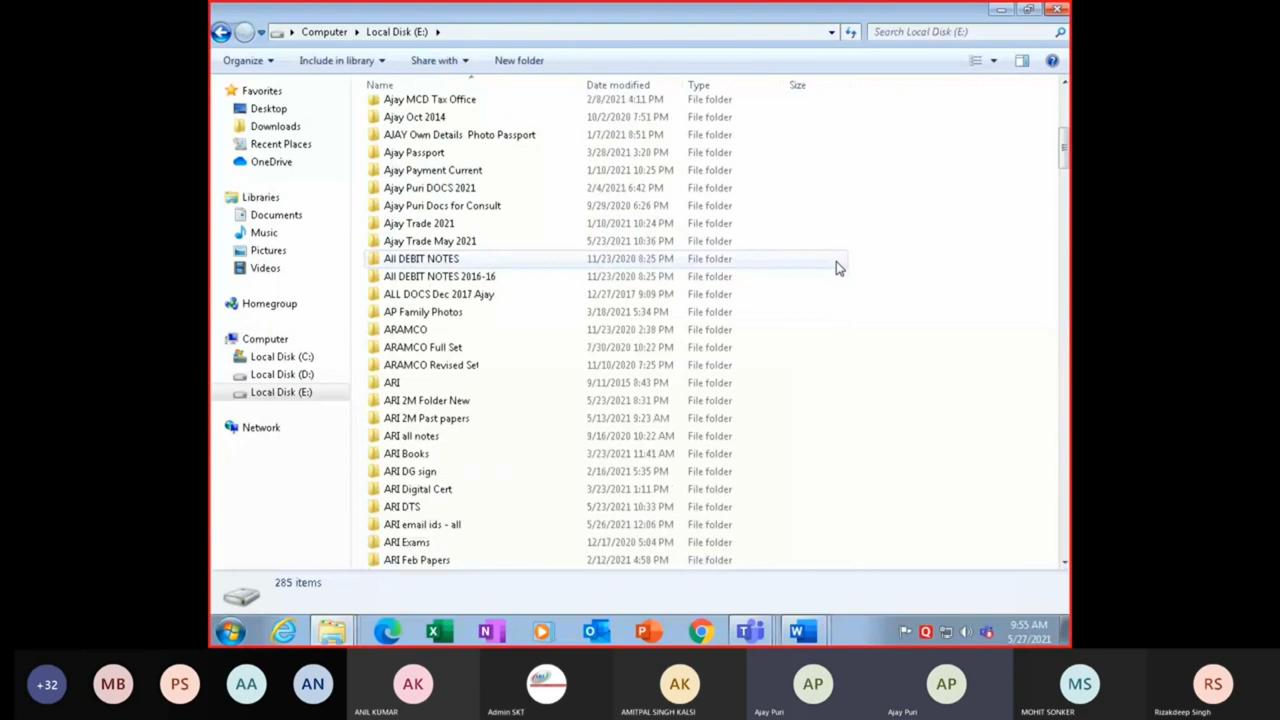 Computer Local Disk (E:) Search Local Disk (E:)
Organize Include in library Share with New folder
Name Date modified Type Size
Favorites
Desktop
Downloads
Recent Places
OneDrive
Libraries
Documents
Music
Pictures
Videos
Homegroup
Computer
Local Disk (C:)
Local Disk (D:)
Local Disk (E:)
Network
Ajay MCD Tax Office 2/8/2021 4:11 PM File folder
Ajay Oct 2014 10/2/2020 7:51 PM File folder
AJAY Own Details Photo Passport 1/7/2021 8:51 PM File folder
Ajay Passport 3/28/2021 3:20 PM File folder
Ajay Payment Current 1/10/2021 10:25 PM File folder
Ajay Puri DOCS 2021 2/4/2021 6:42 PM File folder
Ajay Puri Docs for Consult 9/29/2020 6:26 PM File folder
Ajay Trade 2021 1/10/2021 10:24 PM File folder
Ajay Trade May 2021 5/23/2021 10:36 PM File folder
All DEBIT NOTES 11/23/2020 8:25 PM File folder
All DEBIT NOTES 2016-16 11/23/2020 8:25 PM File folder
ALL DOCS Dec 2017 Ajay 12/27/2017 9:09 PM File folder
AP Family Photos 3/18/2021 5:34 PM File folder
ARAMCO 11/23/2020 2:38 PM File folder
ARAMCO Full Set 7/30/2020 10:22 PM File folder
ARAMCO Revised Set 11/10/2020 7:25 PM File folder
ARI 9/11/2015 8:43 PM File folder
ARI 2M Folder New 5/23/2021 8:31 PM File folder
ARI 2M Past papers 5/13/2021 9:23 AM File folder
ARI all notes 9/16/2020 10:22 AM File folder
ARI Books 3/23/2021 11:41 AM File folder
ARI DG sign 2/16/2021 5:35 PM File folder
ARI Digital Cert 3/23/2021 1:11 PM File folder
ARI DTS 5/23/2021 10:33 PM File folder
ARI email ids - all 5/26/2021 12:06 PM File folder
ARI Exams 12/17/2020 5:04 PM File folder
ARI Feb Papers 2/12/2021 4:58 PM File folder
285 items
9:55 AM
5/27/2021
+32 MB PS AA AN AK AK AP AP MS RS
ANIL KUMAR Admin SKT AMITPAL SINGH KALSI Ajay Puri Ajay Puri MOHIT SONKER Rizakdeep Singh